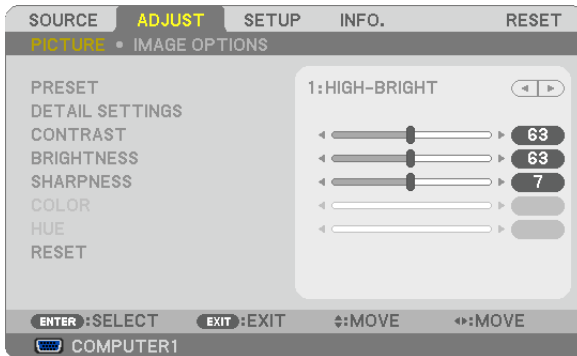 SOURCE ADJUST SETUP INFO. RESET
PICTURE • IMAGE OPTIONS
PRESET 1:HIGH-BRIGHT
DETAIL SETTINGS
CONTRAST 63
BRIGHTNESS 63
SHARPNESS 7
COLOR
HUE
RESET
ENTER:SELECT EXIT:EXIT :MOVE :MOVE
COMPUTER1